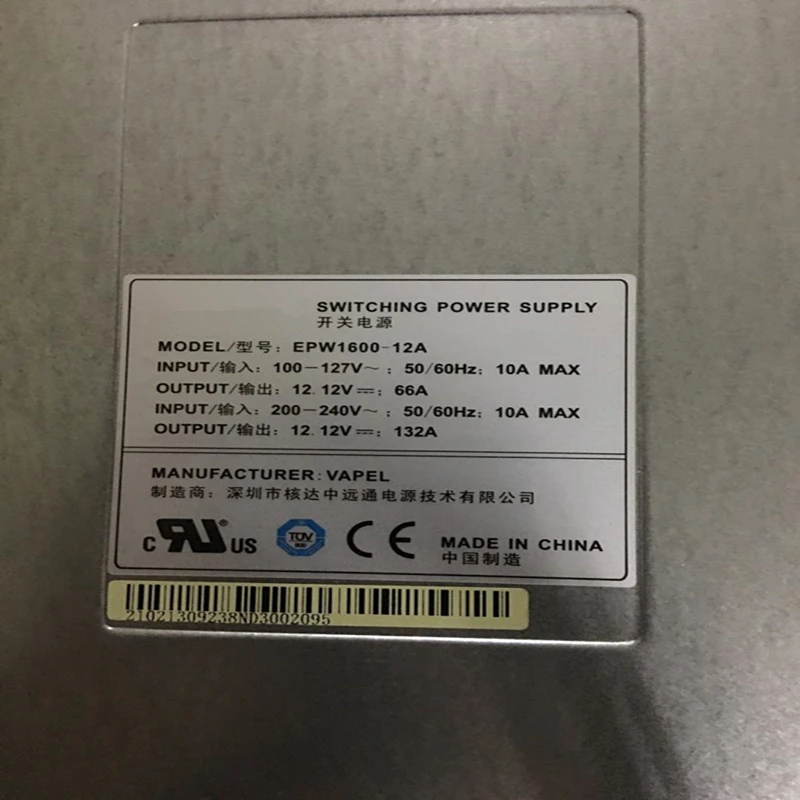 SWITCHING POWER SUPPLY
开关电源
MODEL/型号: EPW1600-12A
INPUT/输入: 100-127V~; 50/60Hz; 10A MAX
OUTPUT/输出: 12.12V⎓; 66A
INPUT/输入: 200-240V~; 50/60Hz; 10A MAX
OUTPUT/输出: 12.12V⎓; 132A
MANUFACTURER: VAPEL
制造商: 深圳市核达中远通电源技术有限公司
C RU® US TÜV CE MADE IN CHINA
中国制造
21021309238ND3002095